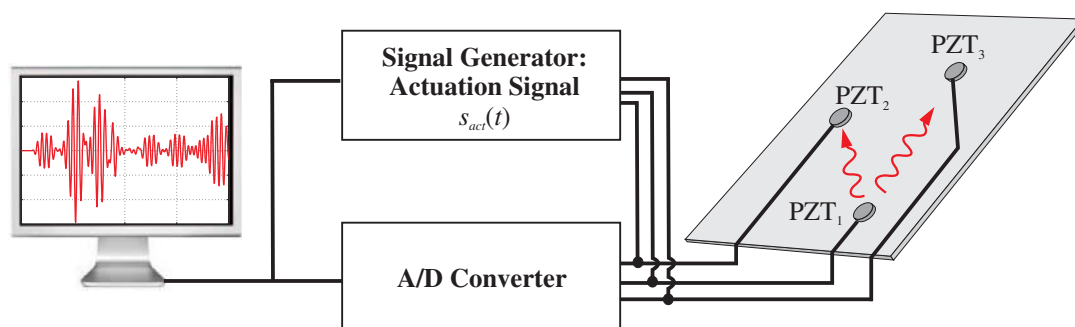 Signal Generator:
Actuation Signal
s_act(t)
A/D Converter
PZT₃
PZT₂
PZT₁